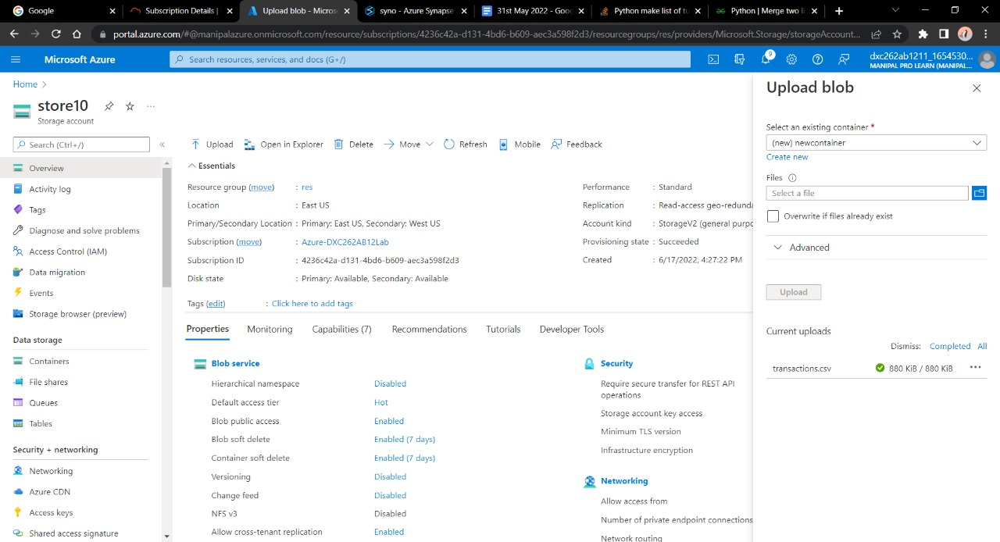 Google
Subscription Details |
Upload blob - Micros
syno - Azure Synapse
31st May 2022 - Goo
Python make list of tu
Python | Merge two li
portal.azure.com/#@manipalazure.onmicrosoft.com/resource/subscriptions/4236c42a-d131-4bd6-b609-aec3a598f2d3/resourcegroups/res/providers/Microsoft.Storage/storageAccount...
Microsoft Azure
Search resources, services, and docs (G+/)
9
dxc262ab1211_1654530...
MANIPAL PRO LEARN (MANIPAL...
Home
store10
Storage account
Search (Ctrl+/)
Overview
Activity log
Tags
Diagnose and solve problems
Access Control (IAM)
Data migration
Events
Storage browser (preview)
Data storage
Containers
File shares
Queues
Tables
Security + networking
Networking
Azure CDN
Access keys
Shared access signature
Upload
Open in Explorer
Delete
Move
Refresh
Mobile
Feedback
Essentials
Resource group (move) : res
Location : East US
Primary/Secondary Location : Primary: East US, Secondary: West US
Subscription (move) : Azure-DXC262AB12Lab
Subscription ID : 4236c42a-d131-4bd6-b609-aec3a598f2d3
Disk state : Primary: Available, Secondary: Available
Tags (edit) : Click here to add tags
Performance : Standard
Replication : Read-access geo-redunda
Account kind : StorageV2 (general purpo
Provisioning state : Succeeded
Created : 6/17/2022, 4:27:22 PM
Properties
Monitoring
Capabilities (7)
Recommendations
Tutorials
Developer Tools
Blob service
Hierarchical namespace Disabled
Default access tier Hot
Blob public access Enabled
Blob soft delete Enabled (7 days)
Container soft delete Enabled (7 days)
Versioning Disabled
Change feed Disabled
NFS v3 Disabled
Allow cross-tenant replication Enabled
Security
Require secure transfer for REST API
operations
Storage account key access
Minimum TLS version
Infrastructure encryption
Networking
Allow access from
Number of private endpoint connections
Network routing
Upload blob
Select an existing container *
(new) newcontainer
Create new
Files
Select a file
Overwrite if files already exist
Advanced
Upload
Current uploads
Dismiss: Completed All
transactions.csv 880 KiB / 880 KiB